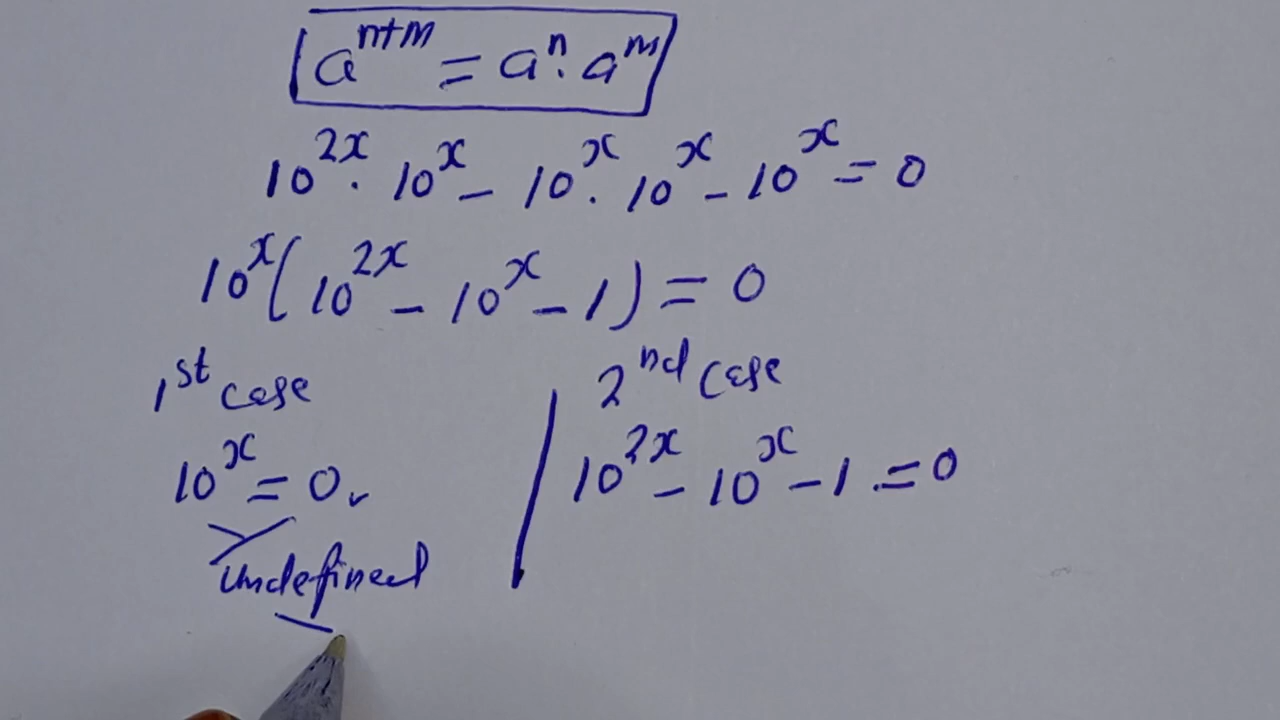 a^{n+m} = a^n · a^m
10^{2x} · 10^x - 10^x · 10^x - 10^x = 0
10^x (10^{2x} - 10^x - 1) = 0
1st case
10^x = 0
undefined
2nd case
10^{2x} - 10^x - 1 = 0